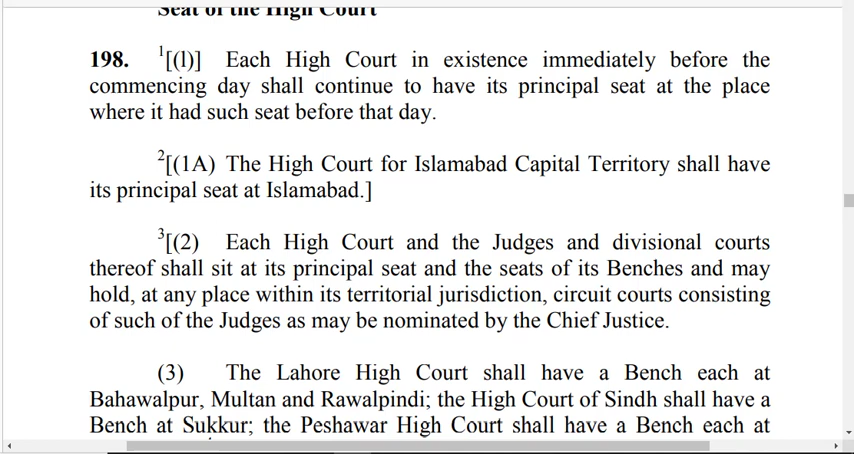 Seat of the High Court
198. ¹[(l)] Each High Court in existence immediately before the
commencing day shall continue to have its principal seat at the place
where it had such seat before that day.
²[(1A) The High Court for Islamabad Capital Territory shall have
its principal seat at Islamabad.]
³[(2) Each High Court and the Judges and divisional courts
thereof shall sit at its principal seat and the seats of its Benches and may
hold, at any place within its territorial jurisdiction, circuit courts consisting
of such of the Judges as may be nominated by the Chief Justice.
(3) The Lahore High Court shall have a Bench each at
Bahawalpur, Multan and Rawalpindi; the High Court of Sindh shall have a
Bench at Sukkur; the Peshawar High Court shall have a Bench each at